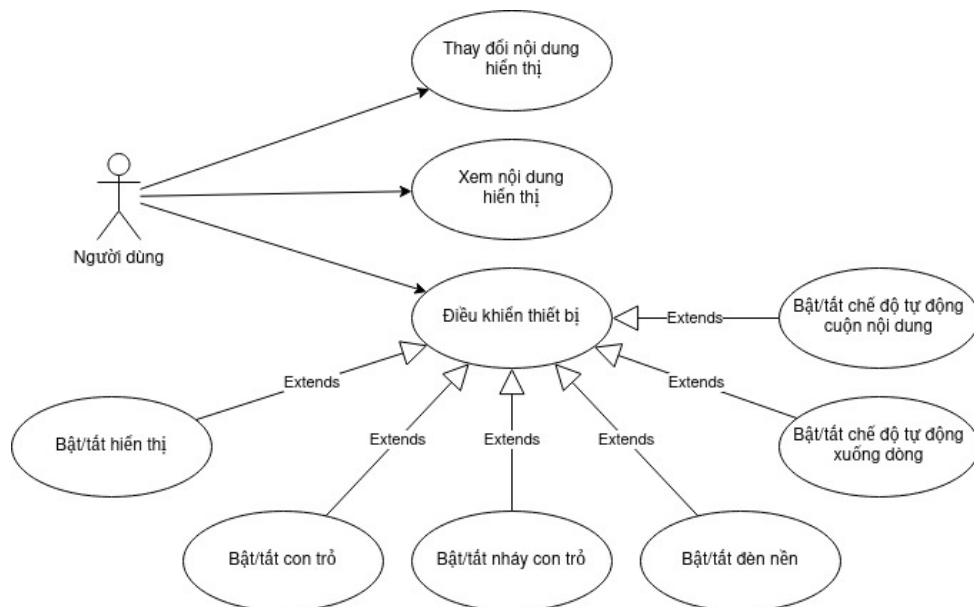 Thay đổi nội dung
hiển thị
Xem nội dung
hiển thị
Người dùng
Điều khiển thiết bị
Extends
Bật/tắt chế độ tự động
cuộn nội dung
Extends
Extends
Bật/tắt hiển thị
Extends
Extends
Extends
Bật/tắt chế độ tự động
xuống dòng
Bật/tắt con trỏ
Bật/tắt nháy con trỏ
Bật/tắt đèn nền